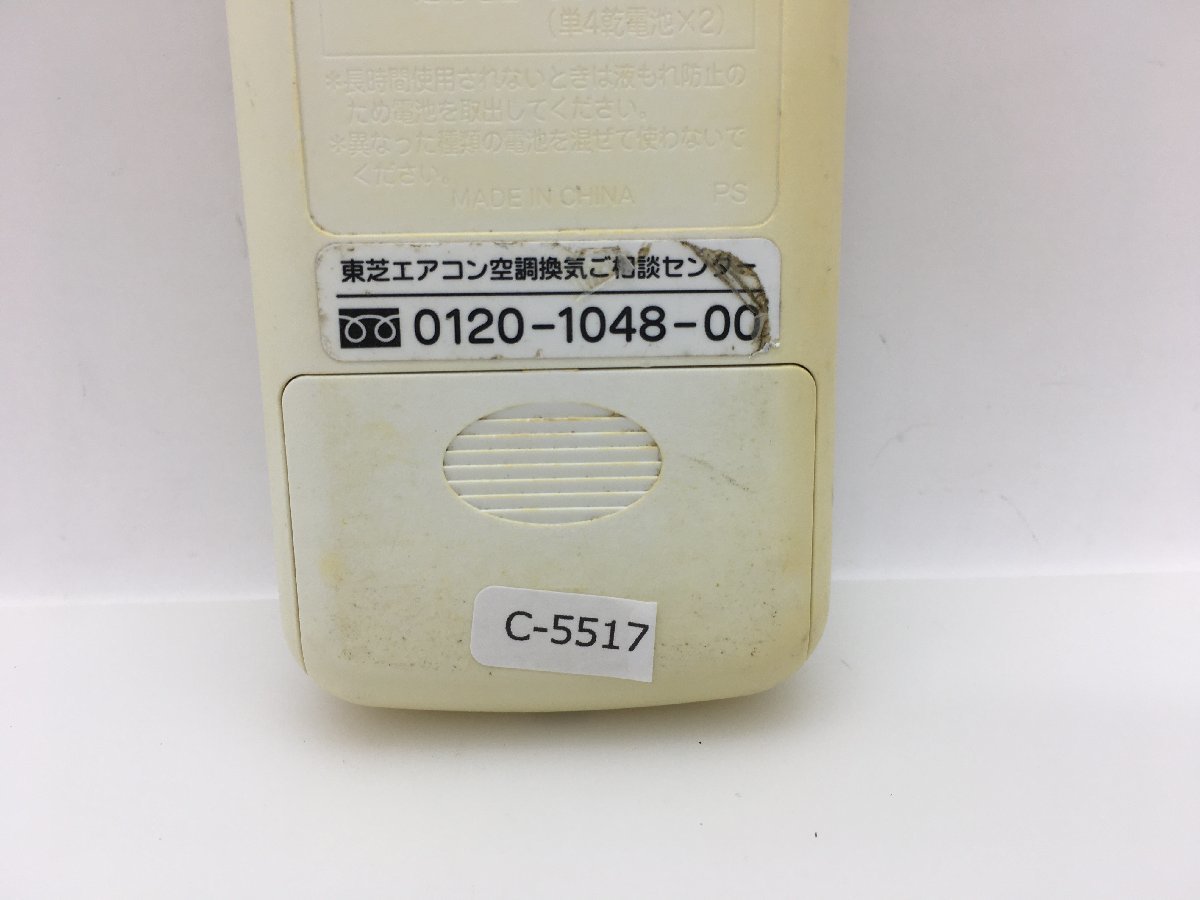 (単4乾電池×2)
*長時間使用されないときは液もれ防止の
ため電池を取出してください。
*異なった種類の電池を混ぜて使わないで
ください。
MADE IN CHINA PS
東芝エアコン空調換気ご相談センター
0120-1048-00
C-5517